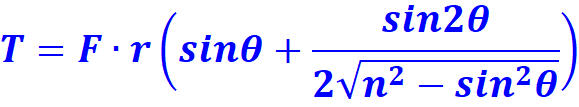 T = F · r (sinθ + sin2θ / 2√(n² − sin²θ))